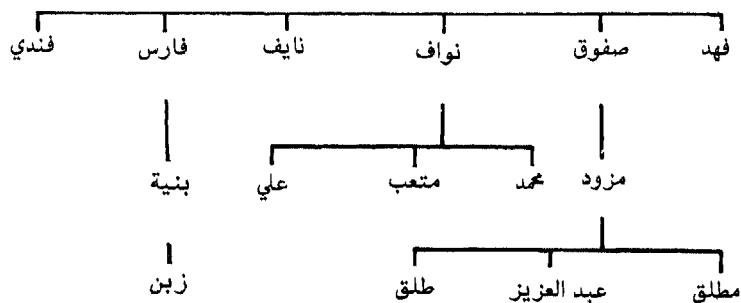 فهد صفوق نواف نايف فارس فندي
مزود محمد متعب علي بنية
مطلق عبد العزيز طلق زبن